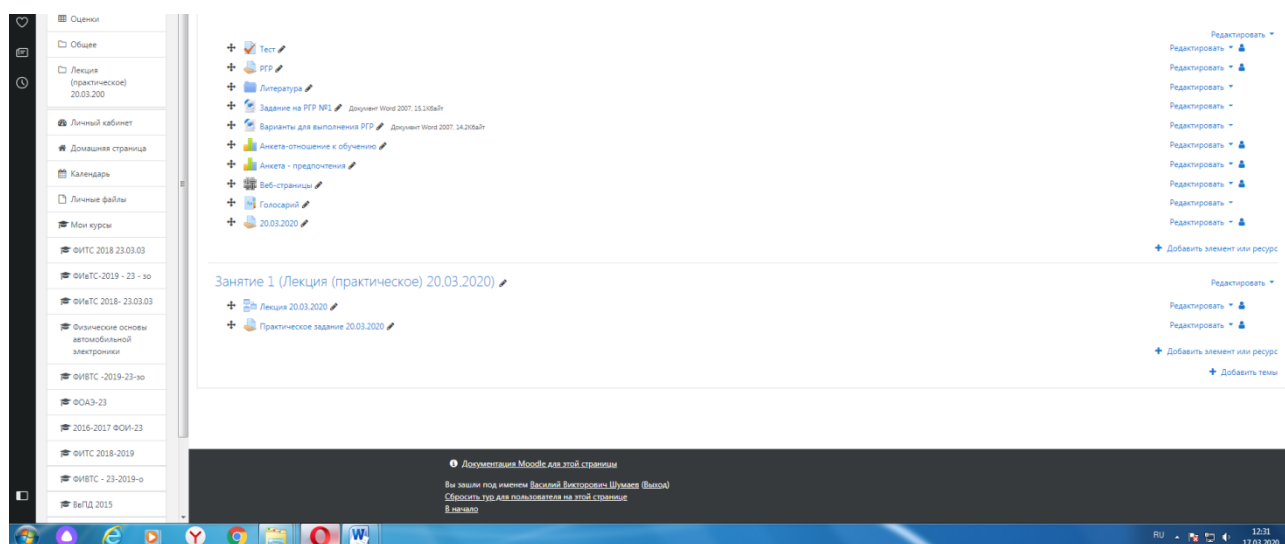 Оценки
Общее
Лекция
(практическое)
20.03.200
Личный кабинет
Домашняя страница
Календарь
Личные файлы
Мои курсы
ФИТС 2018 23.03.03
ФИвТС-2019 - 23 - зо
ФИвТС 2018- 23.03.03
Физические основы
автомобильной
электроники
ФИВТС -2019-23-зо
ФОАЭ-23
2016-2017 ФОИ-23
ФИТС 2018-2019
ФИВТС - 23-2019-о
ВеПД 2015
Редактировать
Тест Редактировать
РГР Редактировать
Литература Редактировать
Задание на РГР №1 Документ Word 2007, 15.1Кбайт Редактировать
Варианты для выполнения РГР Документ Word 2007, 14.2Кбайт Редактировать
Анкета-отношение к обучению Редактировать
Анкета - предпочтения Редактировать
Веб-страницы Редактировать
Голосарий Редактировать
20.03.2020 Редактировать
Добавить элемент или ресурс
Занятие 1 (Лекция (практическое) 20.03.2020) Редактировать
Лекция 20.03.2020 Редактировать
Практическое задание 20.03.2020 Редактировать
Добавить элемент или ресурс
Добавить темы
Документация Moodle для этой страницы
Вы зашли под именем Василий Викторович Шумаев (Выход)
Сбросить тур для пользователя на этой странице
В начало
RU 12:31
17.03.2020